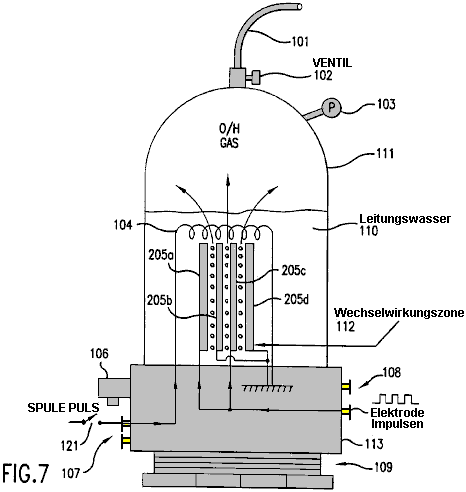 101
VENTIL
102
P
103
O/H
GAS
111
Leitungswasser
110
104
205a
205c
205b
205d
Wechselwirkungszone
112
106
108
SPULE PULS
Elektrode
Impulsen
121
107
113
109
FIG.7